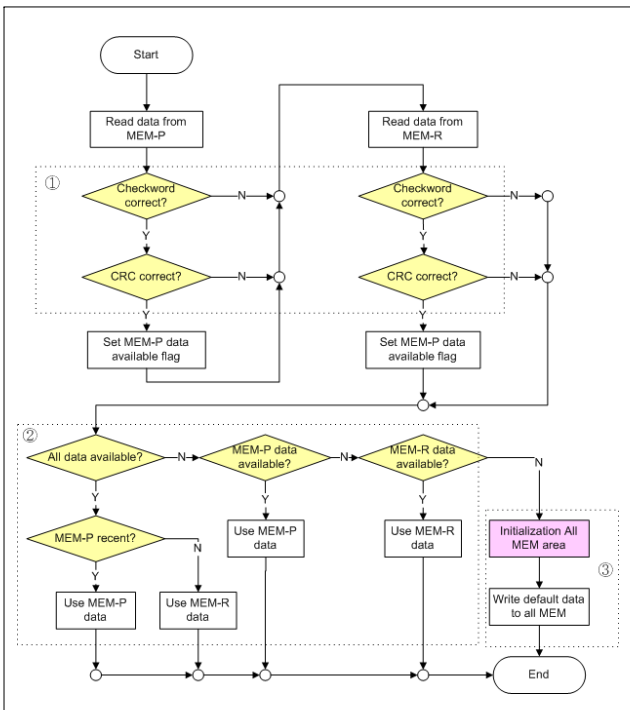 Start
Read data from
MEM-P
Read data from
MEM-R
①
Checkword
correct?
N
Checkword
correct?
N
Y
Y
CRC correct?
N
CRC correct?
N
Y
Y
Set MEM-P data
available flag
Set MEM-P data
available flag
②
All data available?
N
MEM-P data
available?
N
MEM-R data
available?
N
Y
Y
Y
MEM-P recent?
N
Use MEM-P
data
Use MEM-R
data
Initialization All
MEM area
③
Y
Use MEM-P
data
Use MEM-R
data
Write default data
to all MEM
End